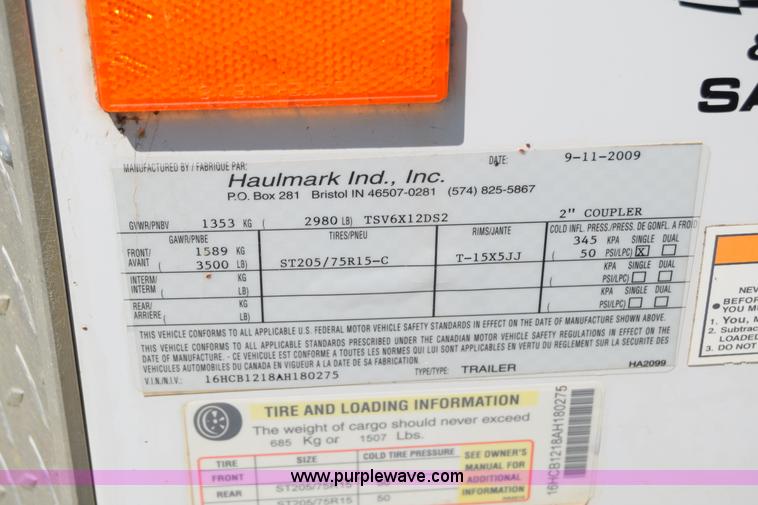 &
SA
MANUFACTURED BY / FABRIQUE PAR: DATE: 9-11-2009
Haulmark Ind., Inc.
P.O. Box 281 Bristol IN 46507-0281 (574) 825-5867
GVWR/PNBV 1353 KG ( 2980 LB) TSV6X12DS2 2" COUPLER
GAWR/PNBE TIRES/PNEU RIMS/JANTE COLD INFL. PRESS./PRESS. DE GONFL. A FROID
FRONT/ AVANT 1589 KG ( 3500 LB) ST205/75R15-C T-15X5JJ 345 KPA SINGLE DUAL
50 PSI/LPC) X
INTERM/ INTERM ( KG LB) KPA SINGLE DUAL
( PSI/LPC)
REAR/ ARRIÈRE ( KG LB) KPA SINGLE DUAL
( PSI/LPC)
THIS VEHICLE CONFORMS TO ALL APPLICABLE U.S. FEDERAL MOTOR VEHICLE SAFETY STANDARDS IN EFFECT ON THE DATE OF MANUFACTURE SHOWN ABOVE.
THIS VEHICLE CONFORMS TO ALL APPLICABLE STANDARDS PRESCRIBED UNDER THE CANADIAN MOTOR VEHICLE SAFETY REGULATIONS IN EFFECT ON THE
DATE OF MANUFACTURE. - CE VEHICULE EST CONFORME A TOUTES LES NORMES QUI LUI SONT APPLICABLES EN VERTU DU REGLEMENT SUR LA SECURITE DES
VEHICULES AUTOMOBILES DU CANADA EN VIGUEUR A LA DATE DE SA FABRICATION.
V.I.N./N.I.V.: 16HCB1218AH180275 TYPE/TYPE: TRAILER HA2099
NEV
• BEFOR
1. You, M
2. Subtrac
LOADED
3. DO NOT
TIRE AND LOADING INFORMATION
The weight of cargo should never exceed
685 Kg or 1507 Lbs.
TIRE SIZE COLD TIRE PRESSURE SEE OWNER'S MANUAL FOR ADDITIONAL INFORMATION
FRONT ST205/75R15
REAR ST205/75R15 50
16HCB1218AH180275
www.purplewave.com